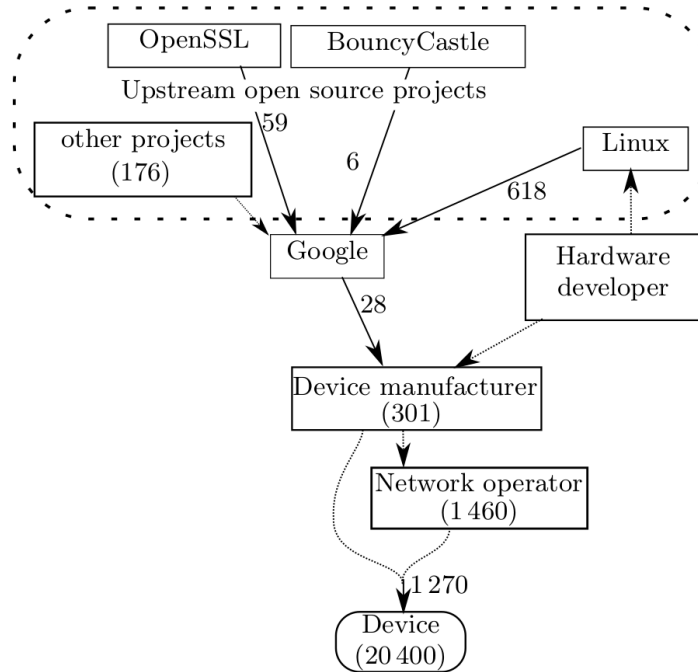 OpenSSL
BouncyCastle
Upstream open source projects
59
other projects
(176)
6
Linux
618
Google
Hardware
developer
28
Device manufacturer
(301)
Network operator
(1 460)
1 270
Device
(20 400)